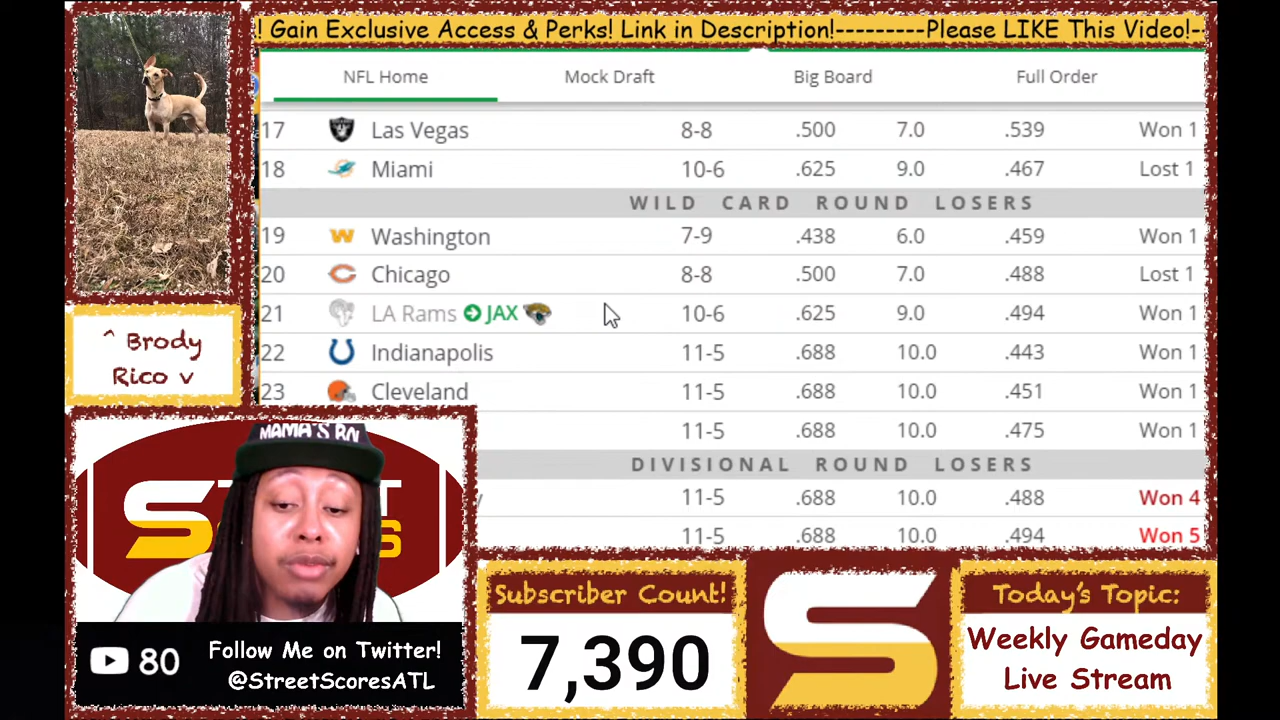 ! Gain Exclusive Access & Perks! Link in Description!---------Please LIKE This Video!-
NFL Home Mock Draft Big Board Full Order
17 Las Vegas 8-8 .500 7.0 .539 Won 1
18 Miami 10-6 .625 9.0 .467 Lost 1
WILD CARD ROUND LOSERS
19 Washington 7-9 .438 6.0 .459 Won 1
20 Chicago 8-8 .500 7.0 .488 Lost 1
21 LA Rams JAX 10-6 .625 9.0 .494 Won 1
22 Indianapolis 11-5 .688 10.0 .443 Won 1
23 Cleveland 11-5 .688 10.0 .451 Won 1
11-5 .688 10.0 .475 Won 1
DIVISIONAL ROUND LOSERS
11-5 .688 10.0 .488 Won 4
11-5 .688 10.0 .494 Won 5
^ Brody
Rico v
MAMA'S
80
Follow Me on Twitter!
@StreetScoresATL
Subscriber Count!
7,390
S
Today's Topic:
Weekly Gameday
Live Stream